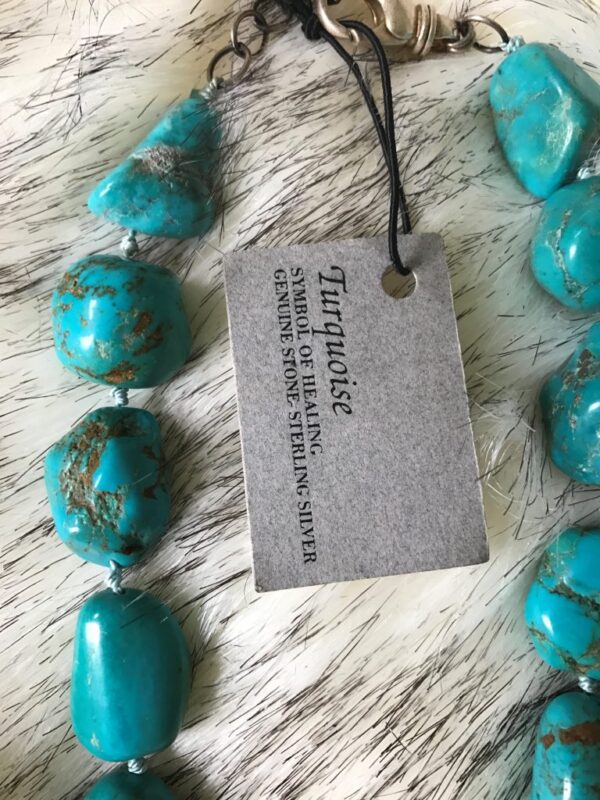 Turquoise
SYMBOL OF HEALING
GENUINE STONE-STERLING SILVER